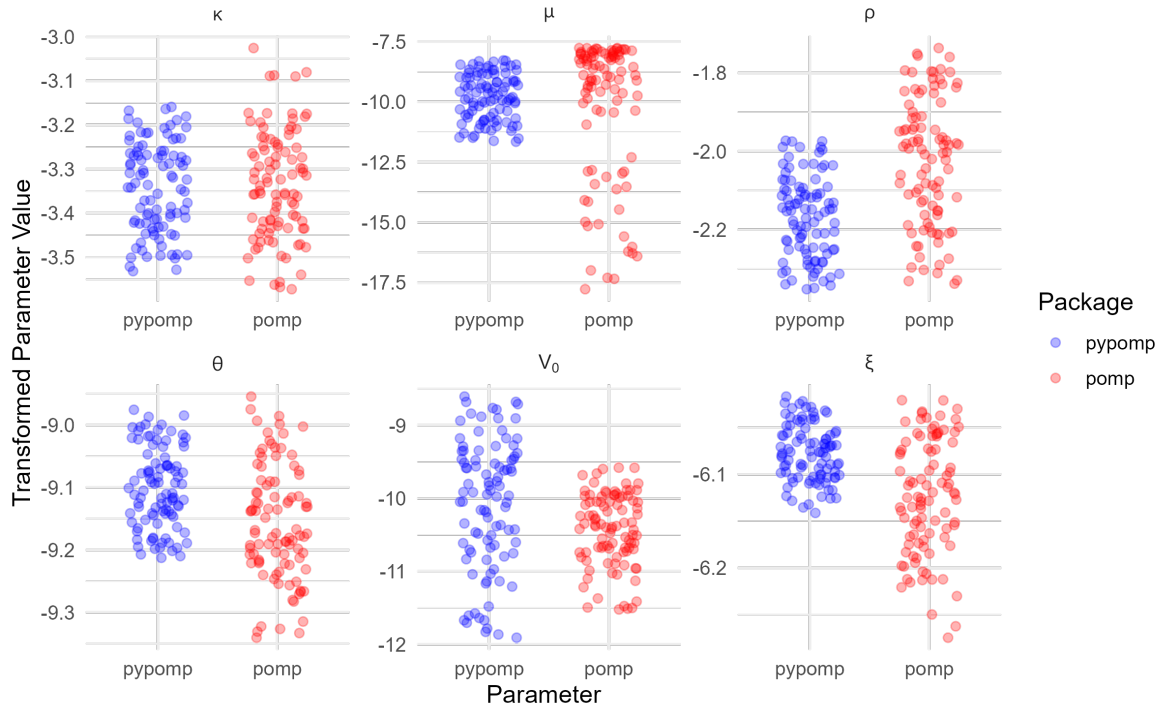 κ
μ
ρ
-3.0
-3.1
-3.2
-3.3
-3.4
-3.5
-7.5
-10.0
-12.5
-15.0
-17.5
-1.8
-2.0
-2.2
pypomp pomp
pypomp pomp
pypomp pomp
θ
V₀
ξ
-9.0
-9.1
-9.2
-9.3
-9
-10
-11
-12
-6.1
-6.2
pypomp pomp
pypomp pomp
pypomp pomp
Transformed Parameter Value
Parameter
Package
pypomp
pomp